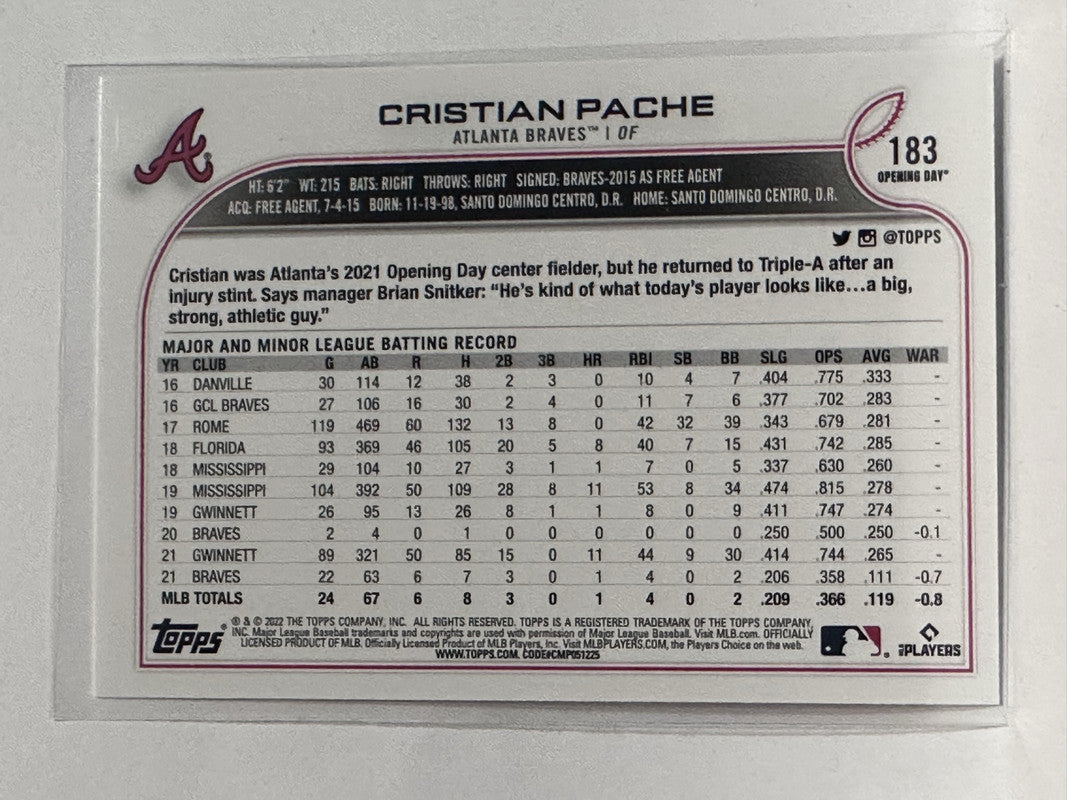 CRISTIAN PACHE
ATLANTA BRAVES™ | OF
A
183
OPENING DAY®
HT: 6'2" WT: 215 BATS: RIGHT THROWS: RIGHT SIGNED: BRAVES-2015 AS FREE AGENT
ACQ: FREE AGENT, 7-4-15 BORN: 11-19-98, SANTO DOMINGO CENTRO, D.R. HOME: SANTO DOMINGO CENTRO, D.R.
@TOPPS
Cristian was Atlanta's 2021 Opening Day center fielder, but he returned to Triple-A after an
injury stint. Says manager Brian Snitker: “He's kind of what today's player looks like...a big,
strong, athletic guy.”
MAJOR AND MINOR LEAGUE BATTING RECORD
YR CLUB G AB R H 2B 3B HR RBI SB BB SLG OPS AVG WAR
16 DANVILLE 30 114 12 38 2 3 0 10 4 7 .404 .775 .333 -
16 GCL BRAVES 27 106 16 30 2 4 0 11 7 6 .377 .702 .283 -
17 ROME 119 469 60 132 13 8 0 42 32 39 .343 .679 .281 -
18 FLORIDA 93 369 46 105 20 5 8 40 7 15 .431 .742 .285 -
18 MISSISSIPPI 29 104 10 27 3 1 1 7 0 5 .337 .630 .260 -
19 MISSISSIPPI 104 392 50 109 28 8 11 53 8 34 .474 .815 .278 -
19 GWINNETT 26 95 13 26 8 1 1 8 0 9 .411 .747 .274 -
20 BRAVES 2 4 0 1 0 0 0 0 0 0 .250 .500 .250 -0.1
21 GWINNETT 89 321 50 85 15 0 11 44 9 30 .414 .744 .265 -
21 BRAVES 22 63 6 7 3 0 1 4 0 2 .206 .358 .111 -0.7
MLB TOTALS 24 67 6 8 3 0 1 4 0 2 .209 .366 .119 -0.8
topps®
® & © 2022 THE TOPPS COMPANY, INC. ALL RIGHTS RESERVED. TOPPS IS A REGISTERED TRADEMARK OF THE TOPPS COMPANY,
INC. Major League Baseball trademarks and copyrights are used with permission of Major League Baseball. Visit MLB.com. OFFICIALLY
LICENSED PRODUCT OF MLB. Officially Licensed Product of MLB Players, Inc. Visit MLBPLAYERS.COM, the Players Choice on the web.
WWW.TOPPS.COM. CODE#CMP051225
MLBPLAYERS